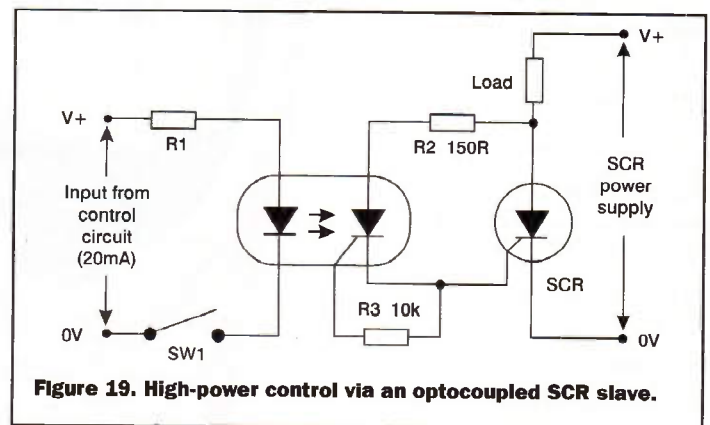 V+
Load
V+
R1
R2 150R
Input from
control
circuit
(20mA)
SCR
power
supply
SCR
R3 10k
0V
SW1
0V
Figure 19. High-power control via an optocoupled SCR slave.